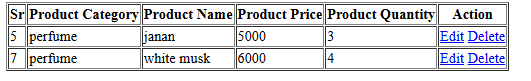 Sr Product Category Product Name Product Price Product Quantity Action
5 perfume janan 5000 3 Edit Delete
7 perfume white musk 6000 4 Edit Delete